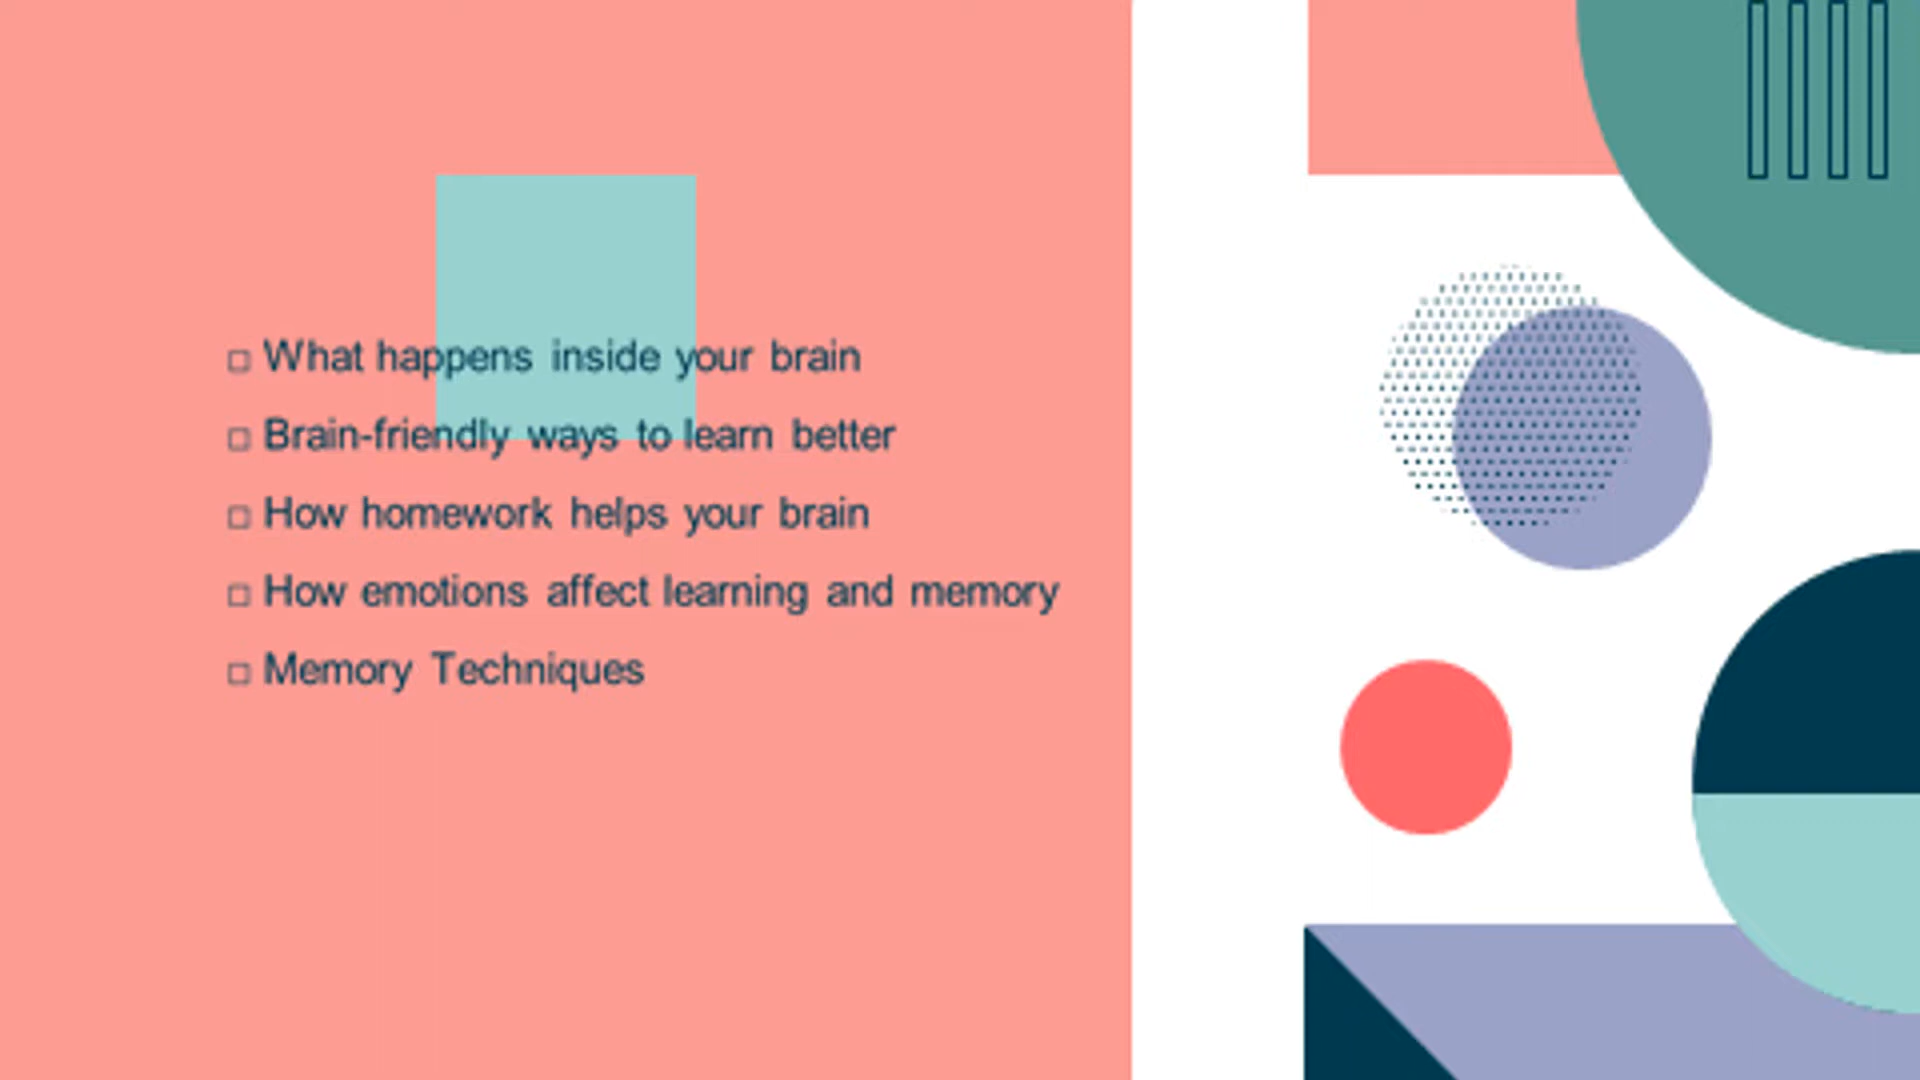 □ What happens inside your brain
□ Brain-friendly ways to learn better
□ How homework helps your brain
□ How emotions affect learning and memory
□ Memory Techniques